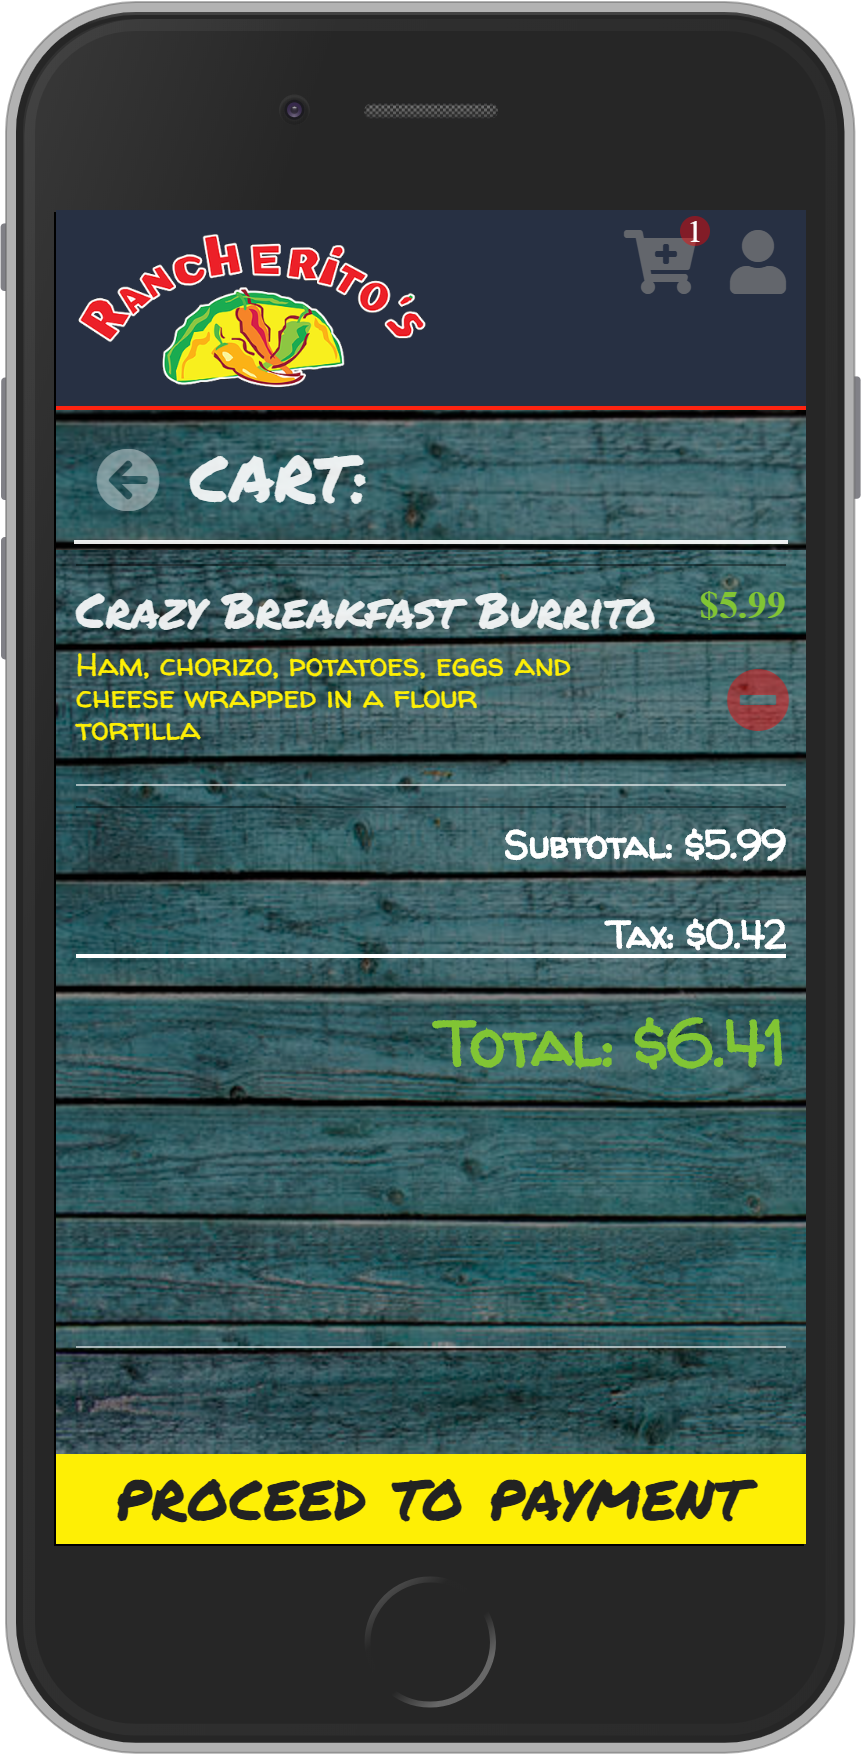 Rancherito's
1
CART:
Crazy Breakfast Burrito $5.99
Ham, chorizo, potatoes, eggs and
cheese wrapped in a flour
tortilla
Subtotal: $5.99
Tax: $0.42
Total: $6.41
PROCEED TO PAYMENT